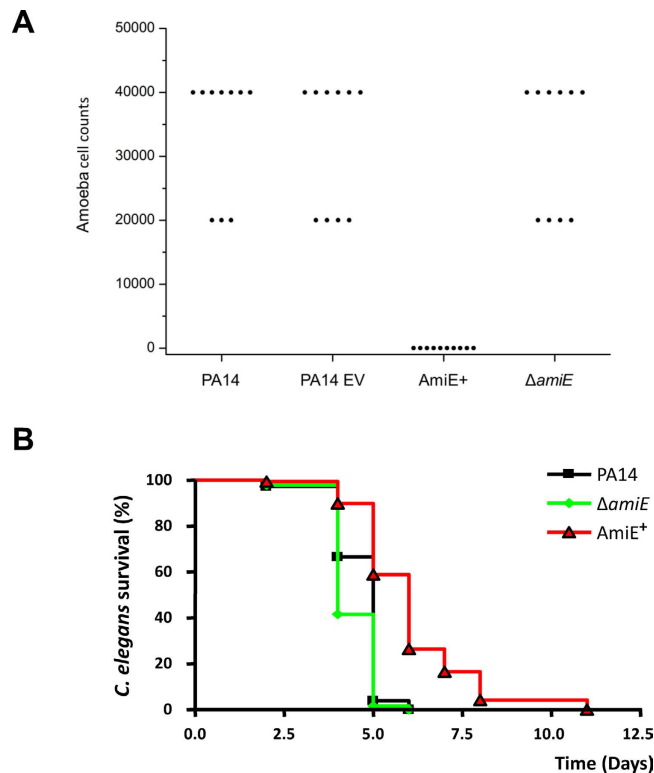 A
50000
40000
30000
20000
10000
0
Amoeba cell counts
PA14 PA14 EV AmiE+ ΔamiE
B
100
80
60
40
20
0
C. elegans survival (%)
PA14
ΔamiE
AmiE+
0.0 2.5 5.0 7.5 10.0 12.5
Time (Days)